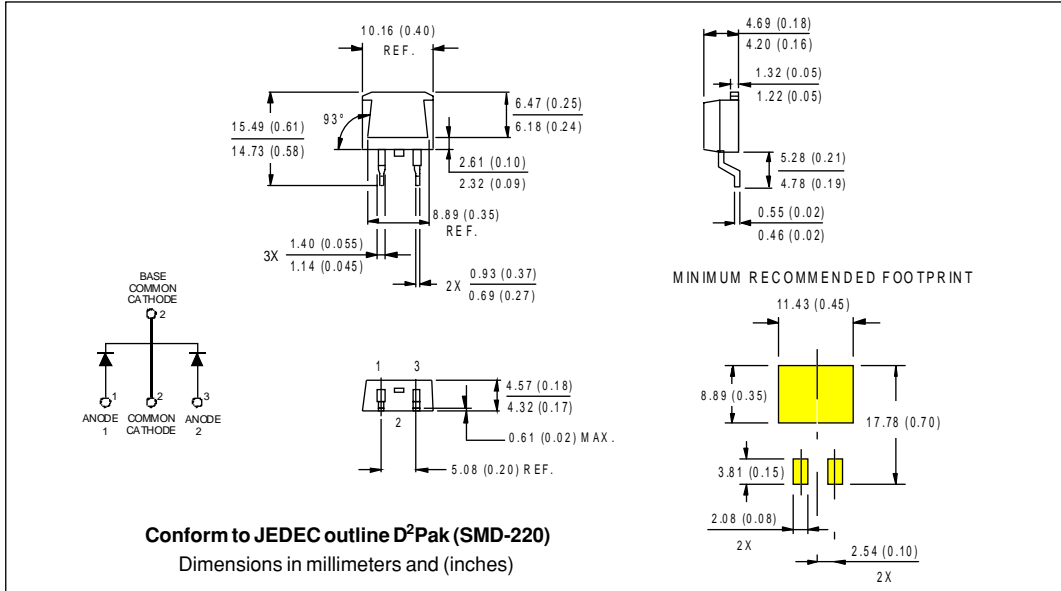 10.16 (0.40)
REF.
15.49 (0.61)
14.73 (0.58)
93°
6.47 (0.25)
6.18 (0.24)
2.61 (0.10)
2.32 (0.09)
8.89 (0.35)
REF.
3X 1.40 (0.055)
1.14 (0.045)
2X 0.93 (0.37)
0.69 (0.27)
4.69 (0.18)
4.20 (0.16)
1.32 (0.05)
1.22 (0.05)
5.28 (0.21)
4.78 (0.19)
0.55 (0.02)
0.46 (0.02)
BASE
COMMON
CATHODE
2
1
2
3
ANODE
1
COMMON
CATHODE
ANODE
2
1 3
2
4.57 (0.18)
4.32 (0.17)
0.61 (0.02) MAX.
5.08 (0.20) REF.
MINIMUM RECOMMENDED FOOTPRINT
11.43 (0.45)
8.89 (0.35)
17.78 (0.70)
3.81 (0.15)
2.08 (0.08)
2X
2.54 (0.10)
2X
Conform to JEDEC outline D²Pak (SMD-220)
Dimensions in millimeters and (inches)